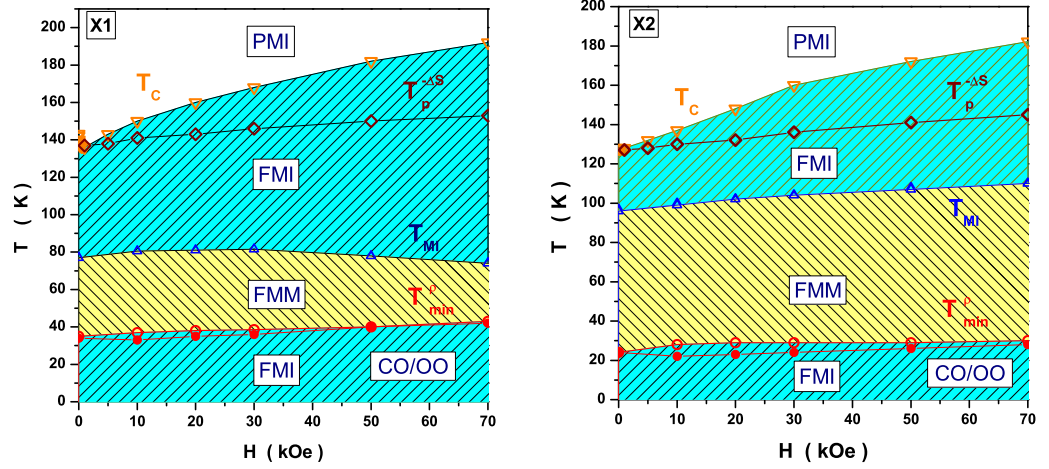 X1
PMI
T_C
T_p^-ΔS
FMI
T_MI
FMM
T_min^ρ
FMI
CO/OO
T ( K )
200
180
160
140
120
100
80
60
40
20
0
0 10 20 30 40 50 60 70
H ( kOe )
X2
PMI
T_C
T_p^-ΔS
FMI
T_MI
FMM
T_min^ρ
FMI
CO/OO
T ( K )
200
180
160
140
120
100
80
60
40
20
0
0 10 20 30 40 50 60 70
H ( kOe )